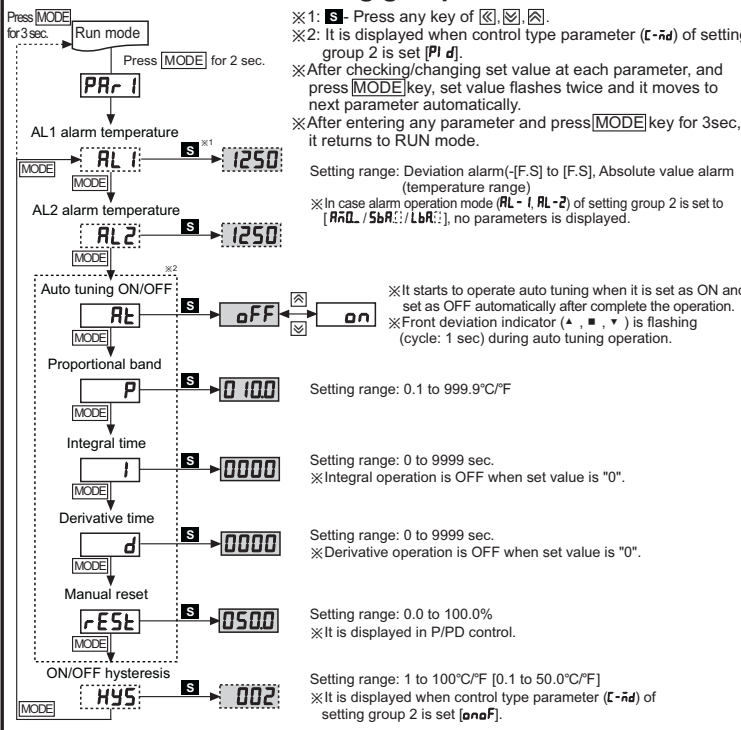 Press MODE
for 3 sec.
Run mode
Press MODE for 2 sec.
PAr1
AL1 alarm temperature
MODE
AL1
S
※1
1250
MODE
AL2 alarm temperature
AL2
S
1250
MODE
※2
Auto tuning ON/OFF
At
S
oFF
on
MODE
Proportional band
P
S
010.0
MODE
Integral time
I
S
0000
MODE
Derivative time
d
S
0000
MODE
Manual reset
rESt
S
050.0
MODE
ON/OFF hysteresis
HYS
S
002
MODE
※1: S - Press any key of
※2: It is displayed when control type parameter (C-md) of setting
group 2 is set [PId].
※After checking/changing set value at each parameter, and
press MODE key, set value flashes twice and it moves to
next parameter automatically.
※After entering any parameter and press MODE key for 3sec,
it returns to RUN mode.
Setting range: Deviation alarm(-[F.S] to [F.S], Absolute value alarm
(temperature range)
※In case alarm operation mode (AL-1, AL-2) of setting group 2 is set to
[Am0_ / SbA / LbA], no parameters is displayed.
※It starts to operate auto tuning when it is set as ON and
set as OFF automatically after complete the operation.
※Front deviation indicator (▲ , ■ , ▼ ) is flashing
(cycle: 1 sec) during auto tuning operation.
Setting range: 0.1 to 999.9℃/℉
Setting range: 0 to 9999 sec.
※Integral operation is OFF when set value is "0".
Setting range: 0 to 9999 sec.
※Derivative operation is OFF when set value is "0".
Setting range: 0.0 to 100.0%
※It is displayed in P/PD control.
Setting range: 1 to 100℃/℉ [0.1 to 50.0℃/℉]
※It is displayed when control type parameter (C-md) of
setting group 2 is set [onoF].